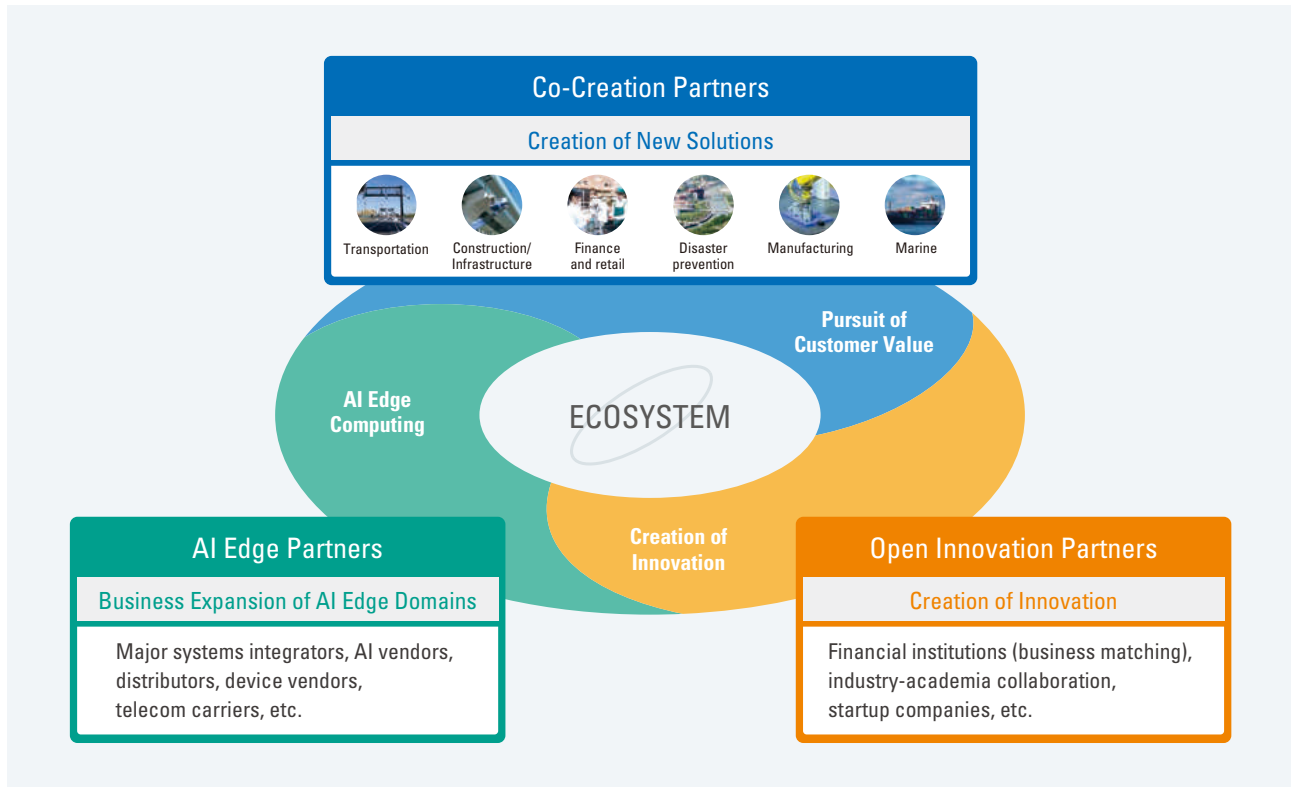 Co-Creation Partners
Creation of New Solutions
Transportation
Construction/
Infrastructure
Finance
and retail
Disaster
prevention
Manufacturing
Marine
Pursuit of
Customer Value
AI Edge
Computing
ECOSYSTEM
Creation of
Innovation
AI Edge Partners
Business Expansion of AI Edge Domains
Major systems integrators, AI vendors,
distributors, device vendors,
telecom carriers, etc.
Open Innovation Partners
Creation of Innovation
Financial institutions (business matching),
industry-academia collaboration,
startup companies, etc.